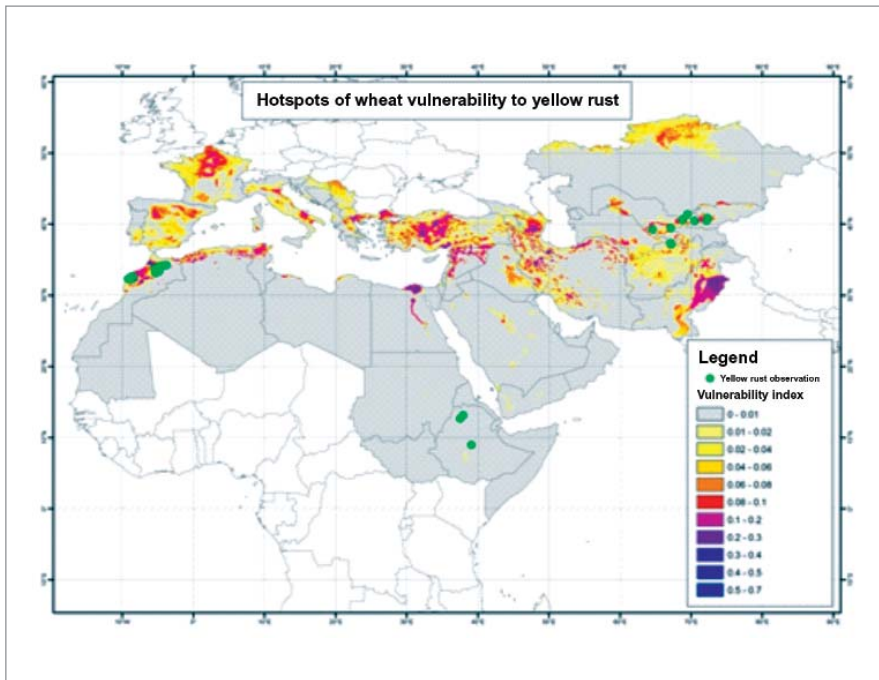 Hotspots of wheat vulnerability to yellow rust
Legend
Yellow rust observation
Vulnerability index
0 - 0.01
0.01 - 0.02
0.02 - 0.04
0.04 - 0.06
0.06 - 0.08
0.08 - 0.1
0.1 - 0.2
0.2 - 0.3
0.3 - 0.4
0.4 - 0.5
0.5 - 0.7